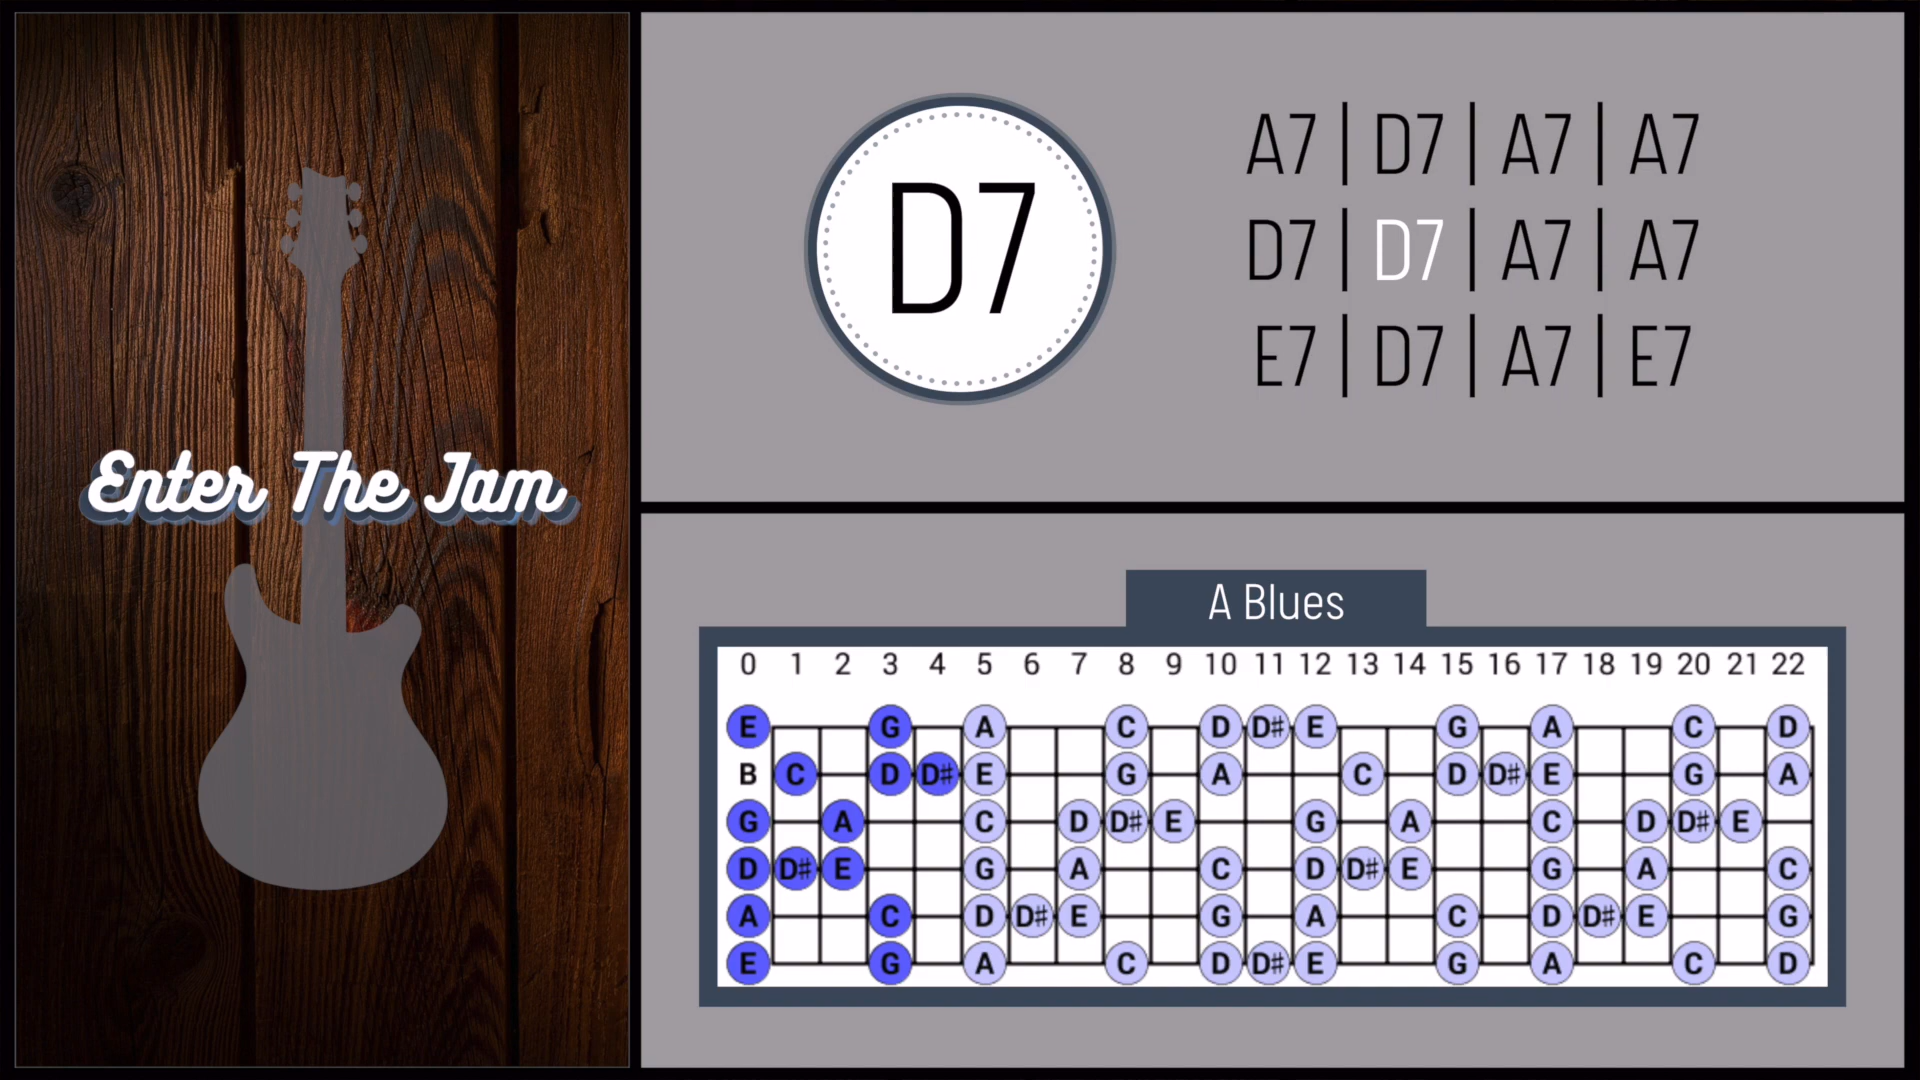 Enter The Jam
D7
A7 | D7 | A7 | A7
D7 | D7 | A7 | A7
E7 | D7 | A7 | E7
A Blues
0 1 2 3 4 5 6 7 8 9 10 11 12 13 14 15 16 17 18 19 20 21 22
E G A C D D# E G A C D
B C D D# E G A C D D# E G A
G A C D D# E G A C D D# E
D D# E G A C D D# E G A C
A C D D# E G A C D D# E G
E G A C D D# E G A C D